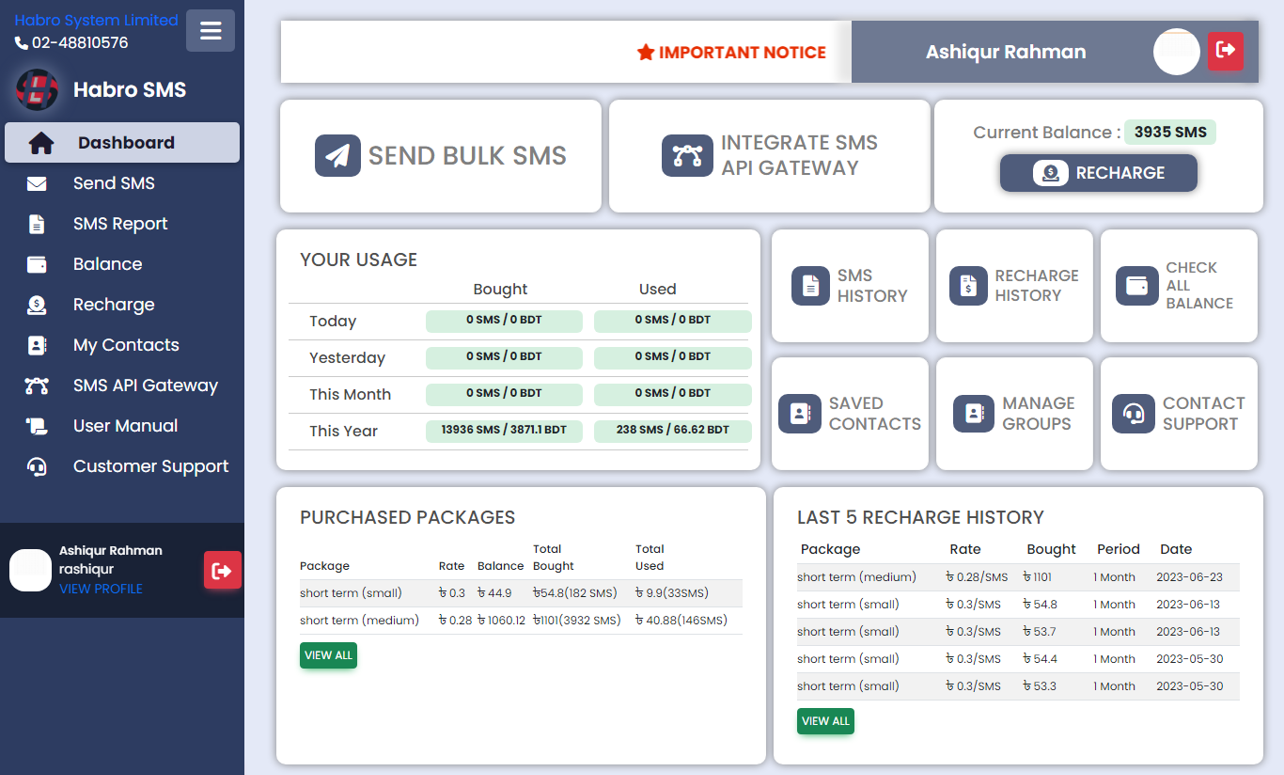 Habro System Limited
02-48810576
Habro SMS
Dashboard
Send SMS
SMS Report
Balance
Recharge
My Contacts
SMS API Gateway
User Manual
Customer Support
Ashiqur Rahman
rashiqur
VIEW PROFILE
IMPORTANT NOTICE
Ashiqur Rahman
SEND BULK SMS
INTEGRATE SMS
API GATEWAY
Current Balance : 3935 SMS
RECHARGE
YOUR USAGE
Bought Used
Today 0 SMS / 0 BDT 0 SMS / 0 BDT
Yesterday 0 SMS / 0 BDT 0 SMS / 0 BDT
This Month 0 SMS / 0 BDT 0 SMS / 0 BDT
This Year 13936 SMS / 3871.1 BDT 238 SMS / 66.62 BDT
SMS
HISTORY
RECHARGE
HISTORY
CHECK
ALL
BALANCE
SAVED
CONTACTS
MANAGE
GROUPS
CONTACT
SUPPORT
PURCHASED PACKAGES
Total Total
Package Rate Balance Bought Used
short term (small) ৳ 0.3 ৳ 44.9 ৳54.8(182 SMS) ৳ 9.9(33SMS)
short term (medium) ৳ 0.28 ৳ 1060.12 ৳1101(3932 SMS) ৳ 40.88(146SMS)
VIEW ALL
LAST 5 RECHARGE HISTORY
Package Rate Bought Period Date
short term (medium) ৳ 0.28/SMS ৳ 1101 1 Month 2023-06-23
short term (small) ৳ 0.3/SMS ৳ 54.8 1 Month 2023-06-13
short term (small) ৳ 0.3/SMS ৳ 53.7 1 Month 2023-06-13
short term (small) ৳ 0.3/SMS ৳ 54.4 1 Month 2023-05-30
short term (small) ৳ 0.3/SMS ৳ 53.3 1 Month 2023-05-30
VIEW ALL